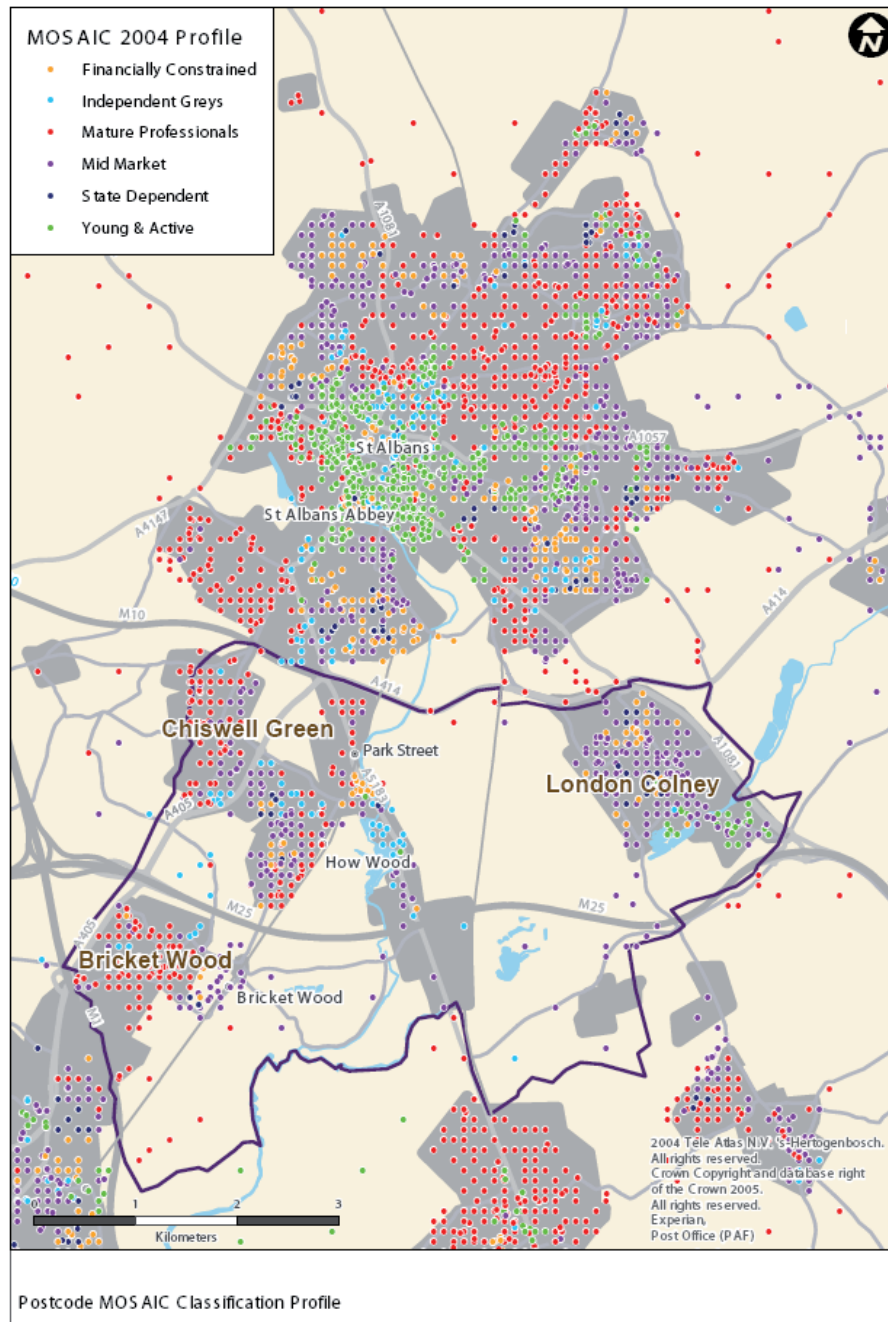 MOSAIC 2004 Profile
Financially Constrained
Independent Greys
Mature Professionals
Mid Market
State Dependent
Young & Active
N
A1081
A1057
St Albans
St Albans Abbey
A4147
A414
M10
A414
Chiswell Green
Park Street
A1081
London Colney
A405
A5183
How Wood
M25
M25
A405
Bricket Wood
Bricket Wood
M1
2004 Tele Atlas N.V. 's-Hertogenbosch.
All rights reserved.
Crown Copyright and database right
of the Crown 2005.
All rights reserved.
Experian,
Post Office (PAF)
0 1 2 3
Kilometers
Postcode MOSAIC Classification Profile